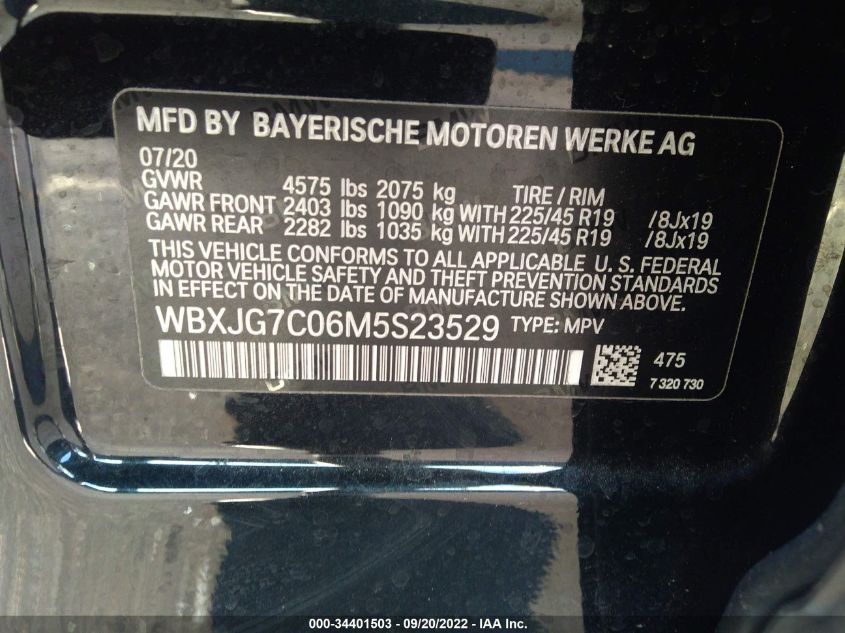 MFD BY BAYERISCHE MOTOREN WERKE AG
07/20
GVWR 4575 lbs 2075 kg TIRE / RIM
GAWR FRONT 2403 lbs 1090 kg WITH 225/45 R19 /8Jx19
GAWR REAR 2282 lbs 1035 kg WITH 225/45 R19 /8Jx19
THIS VEHICLE CONFORMS TO ALL APPLICABLE U. S. FEDERAL
MOTOR VEHICLE SAFETY AND THEFT PREVENTION STANDARDS
IN EFFECT ON THE DATE OF MANUFACTURE SHOWN ABOVE.
WBXJG7C06M5S23529 TYPE: MPV
475
7 320 730
000-34401503 - 09/20/2022 - IAA Inc.